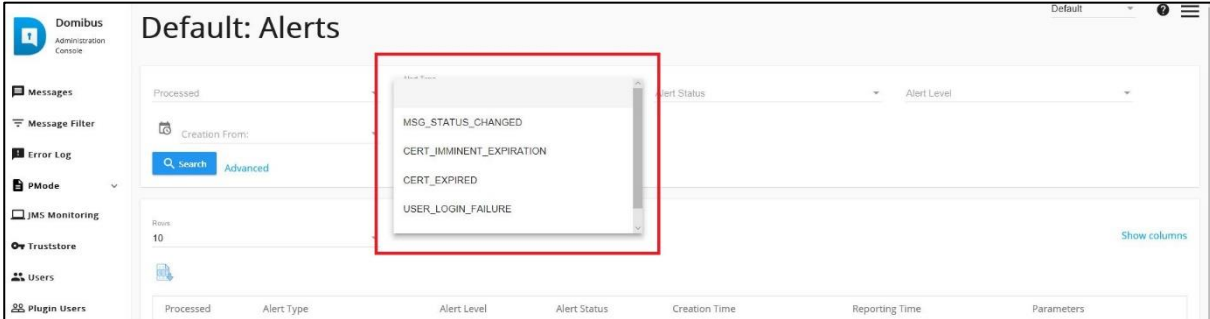 Domibus
Administration
Console
Default: Alerts
Default
Messages
Message Filter
Error Log
PMode
JMS Monitoring
Truststore
Users
Plugin Users
Processed
Alert Type
Alert Status
Alert Level
Creation From:
Search
Advanced
MSG_STATUS_CHANGED
CERT_IMMINENT_EXPIRATION
CERT_EXPIRED
USER_LOGIN_FAILURE
Rows
10
Show columns
Processed Alert Type Alert Level Alert Status Creation Time Reporting Time Parameters